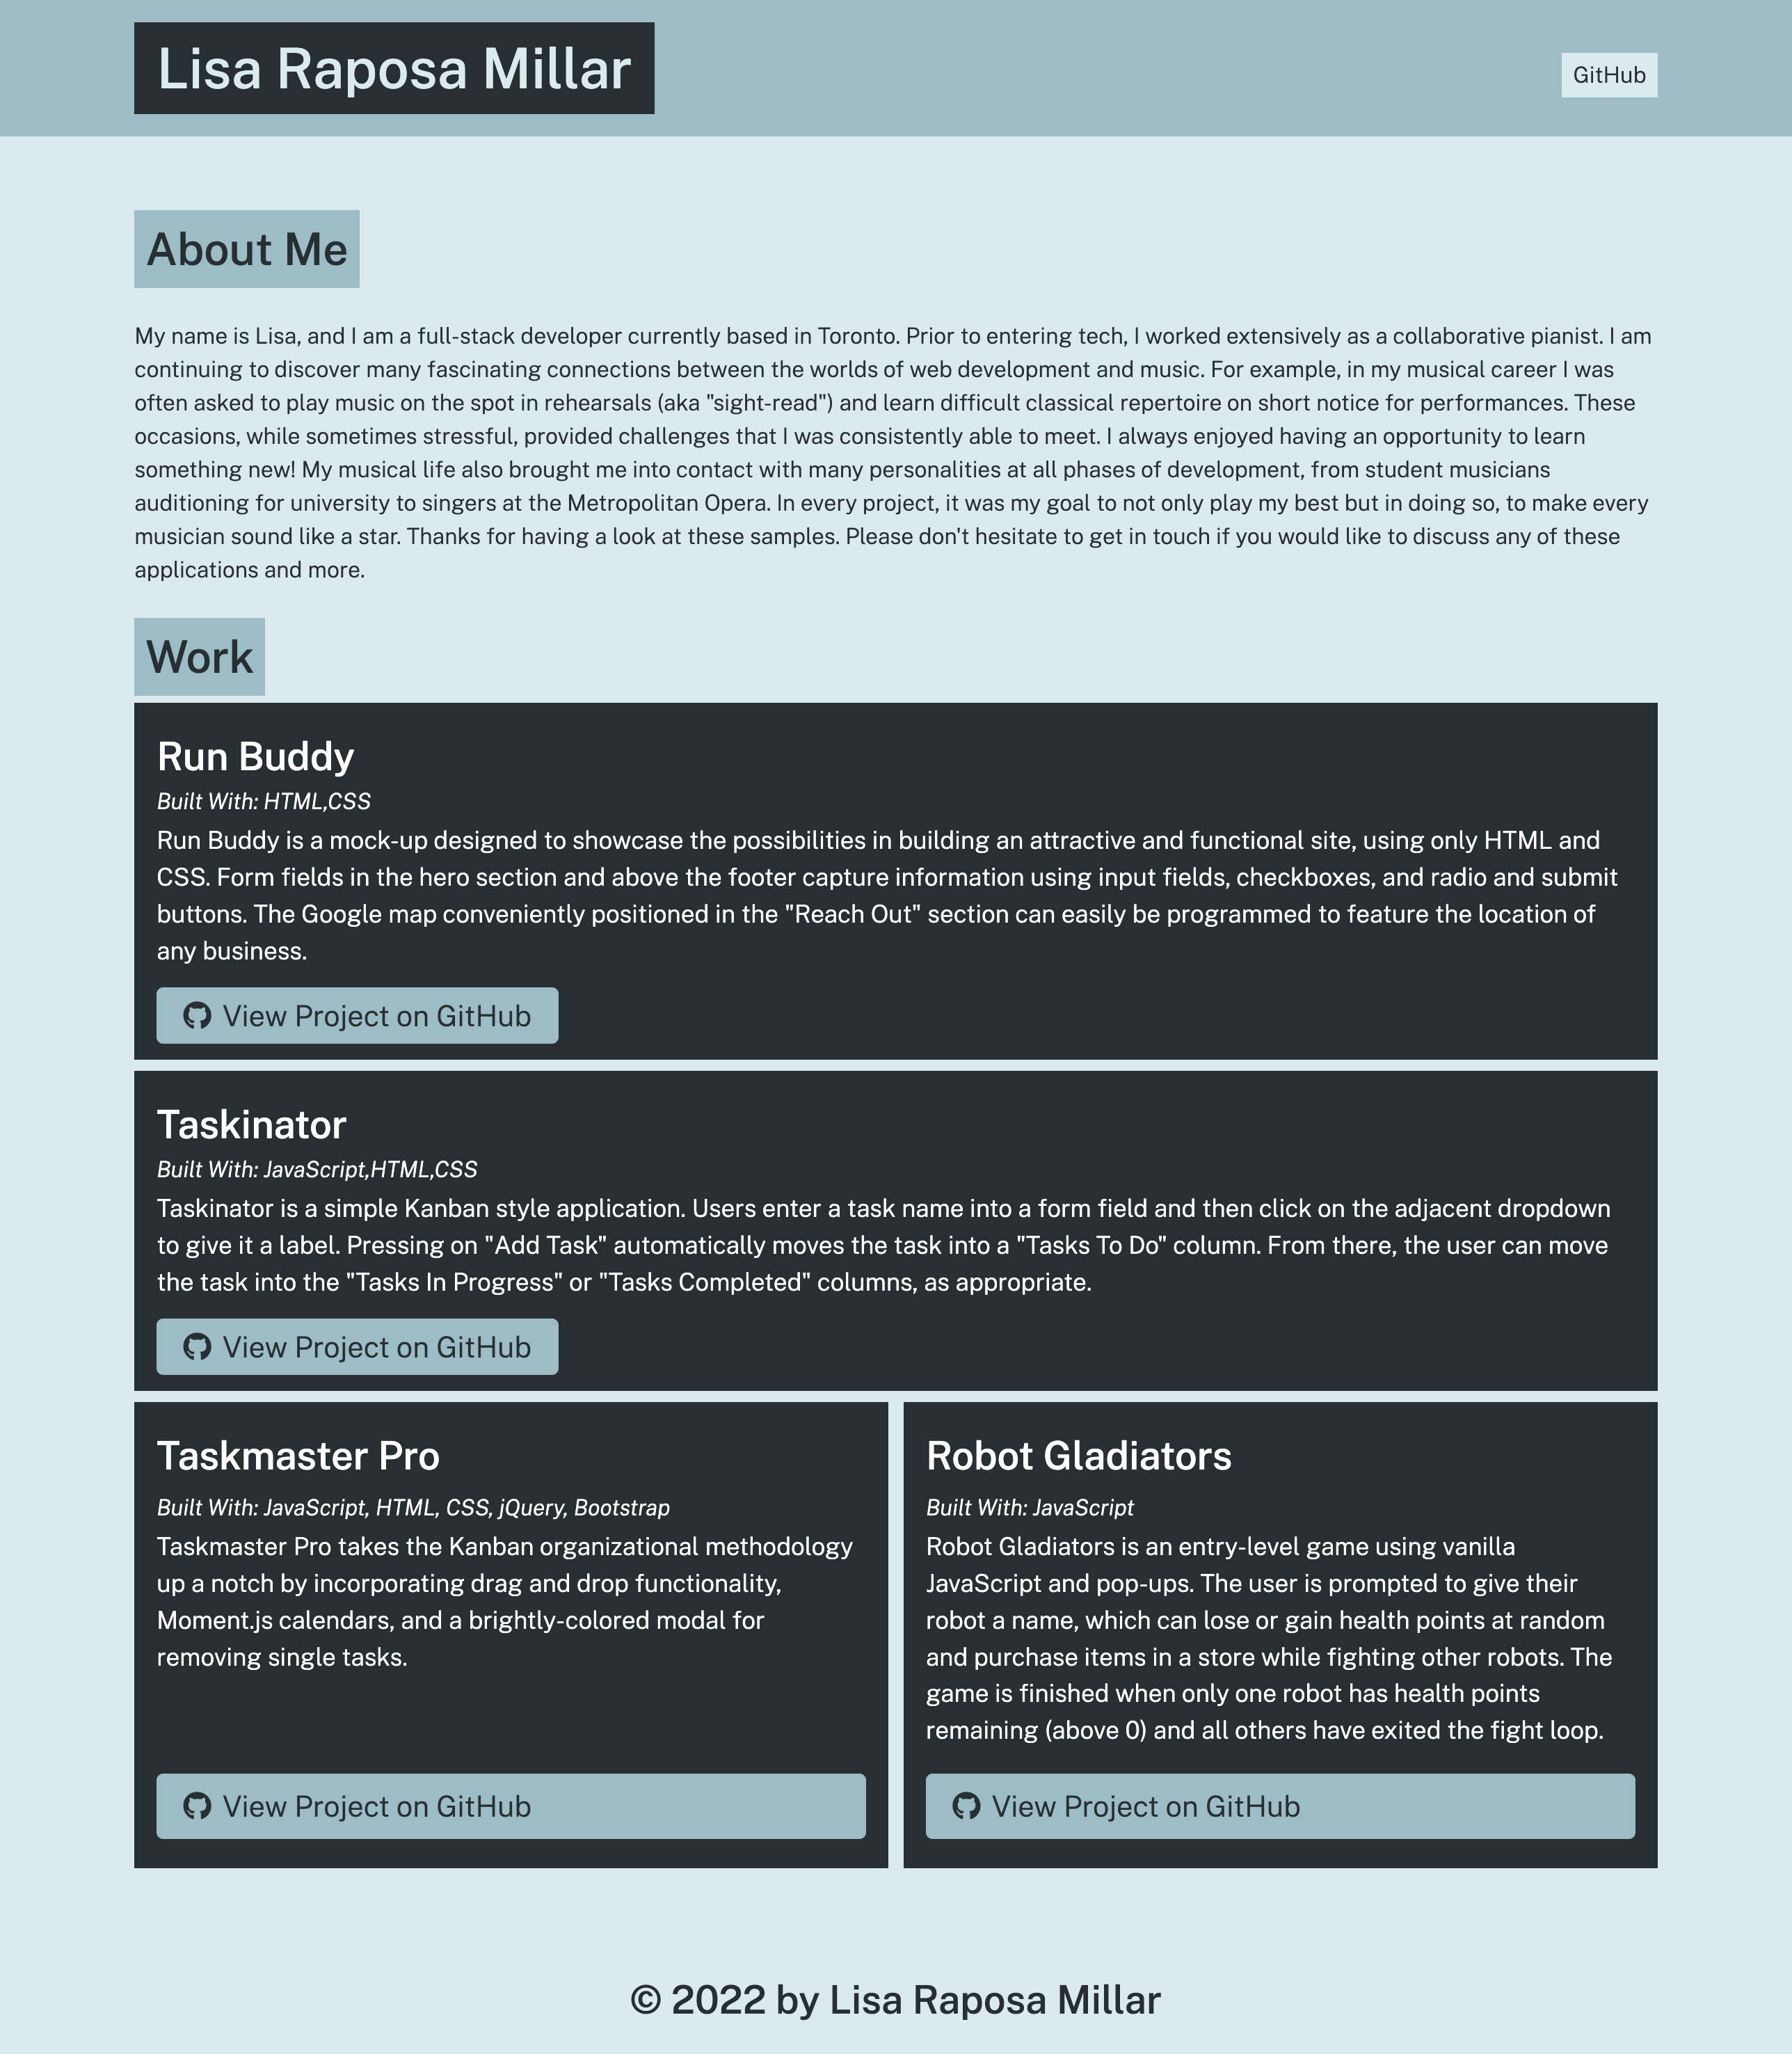 Lisa Raposa Millar
GitHub
About Me
My name is Lisa, and I am a full-stack developer currently based in Toronto. Prior to entering tech, I worked extensively as a collaborative pianist. I am
continuing to discover many fascinating connections between the worlds of web development and music. For example, in my musical career I was
often asked to play music on the spot in rehearsals (aka "sight-read") and learn difficult classical repertoire on short notice for performances. These
occasions, while sometimes stressful, provided challenges that I was consistently able to meet. I always enjoyed having an opportunity to learn
something new! My musical life also brought me into contact with many personalities at all phases of development, from student musicians
auditioning for university to singers at the Metropolitan Opera. In every project, it was my goal to not only play my best but in doing so, to make every
musician sound like a star. Thanks for having a look at these samples. Please don't hesitate to get in touch if you would like to discuss any of these
applications and more.
Work
Run Buddy
Built With: HTML,CSS
Run Buddy is a mock-up designed to showcase the possibilities in building an attractive and functional site, using only HTML and
CSS. Form fields in the hero section and above the footer capture information using input fields, checkboxes, and radio and submit
buttons. The Google map conveniently positioned in the "Reach Out" section can easily be programmed to feature the location of
any business.
View Project on GitHub
Taskinator
Built With: JavaScript,HTML,CSS
Taskinator is a simple Kanban style application. Users enter a task name into a form field and then click on the adjacent dropdown
to give it a label. Pressing on "Add Task" automatically moves the task into a "Tasks To Do" column. From there, the user can move
the task into the "Tasks In Progress" or "Tasks Completed" columns, as appropriate.
View Project on GitHub
Taskmaster Pro
Built With: JavaScript, HTML, CSS, jQuery, Bootstrap
Taskmaster Pro takes the Kanban organizational methodology
up a notch by incorporating drag and drop functionality,
Moment.js calendars, and a brightly-colored modal for
removing single tasks.
View Project on GitHub
Robot Gladiators
Built With: JavaScript
Robot Gladiators is an entry-level game using vanilla
JavaScript and pop-ups. The user is prompted to give their
robot a name, which can lose or gain health points at random
and purchase items in a store while fighting other robots. The
game is finished when only one robot has health points
remaining (above 0) and all others have exited the fight loop.
View Project on GitHub
© 2022 by Lisa Raposa Millar